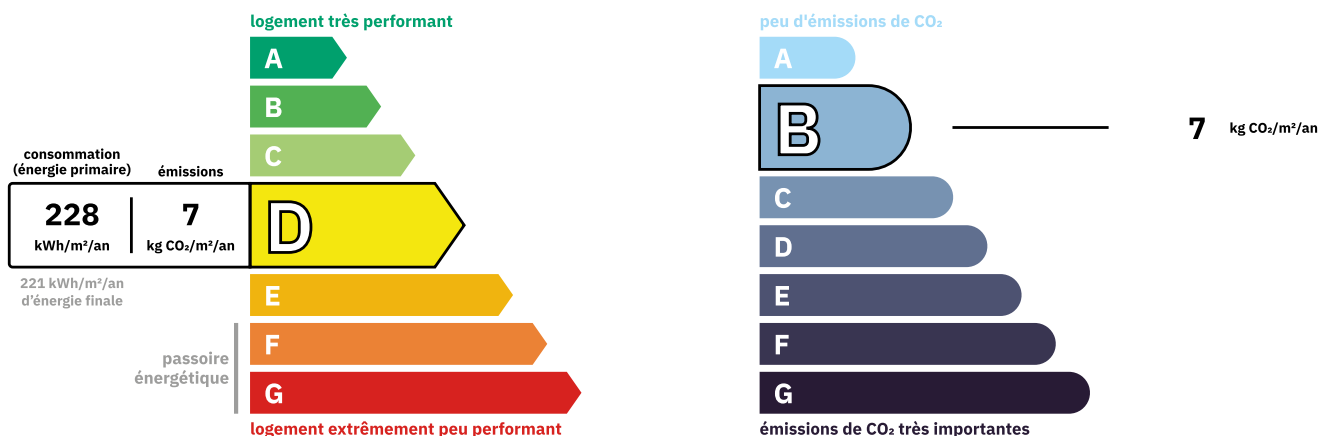 logement très performant
A
B
C
consommation
(énergie primaire)
émissions
228
kWh/m²/an
7
kg CO₂/m²/an
D
221 kWh/m²/an
d'énergie finale
E
passoire
énergétique
F
G
logement extrêmement peu performant
peu d'émissions de CO₂
A
B
7 kg CO₂/m²/an
C
D
E
F
G
émissions de CO₂ très importantes